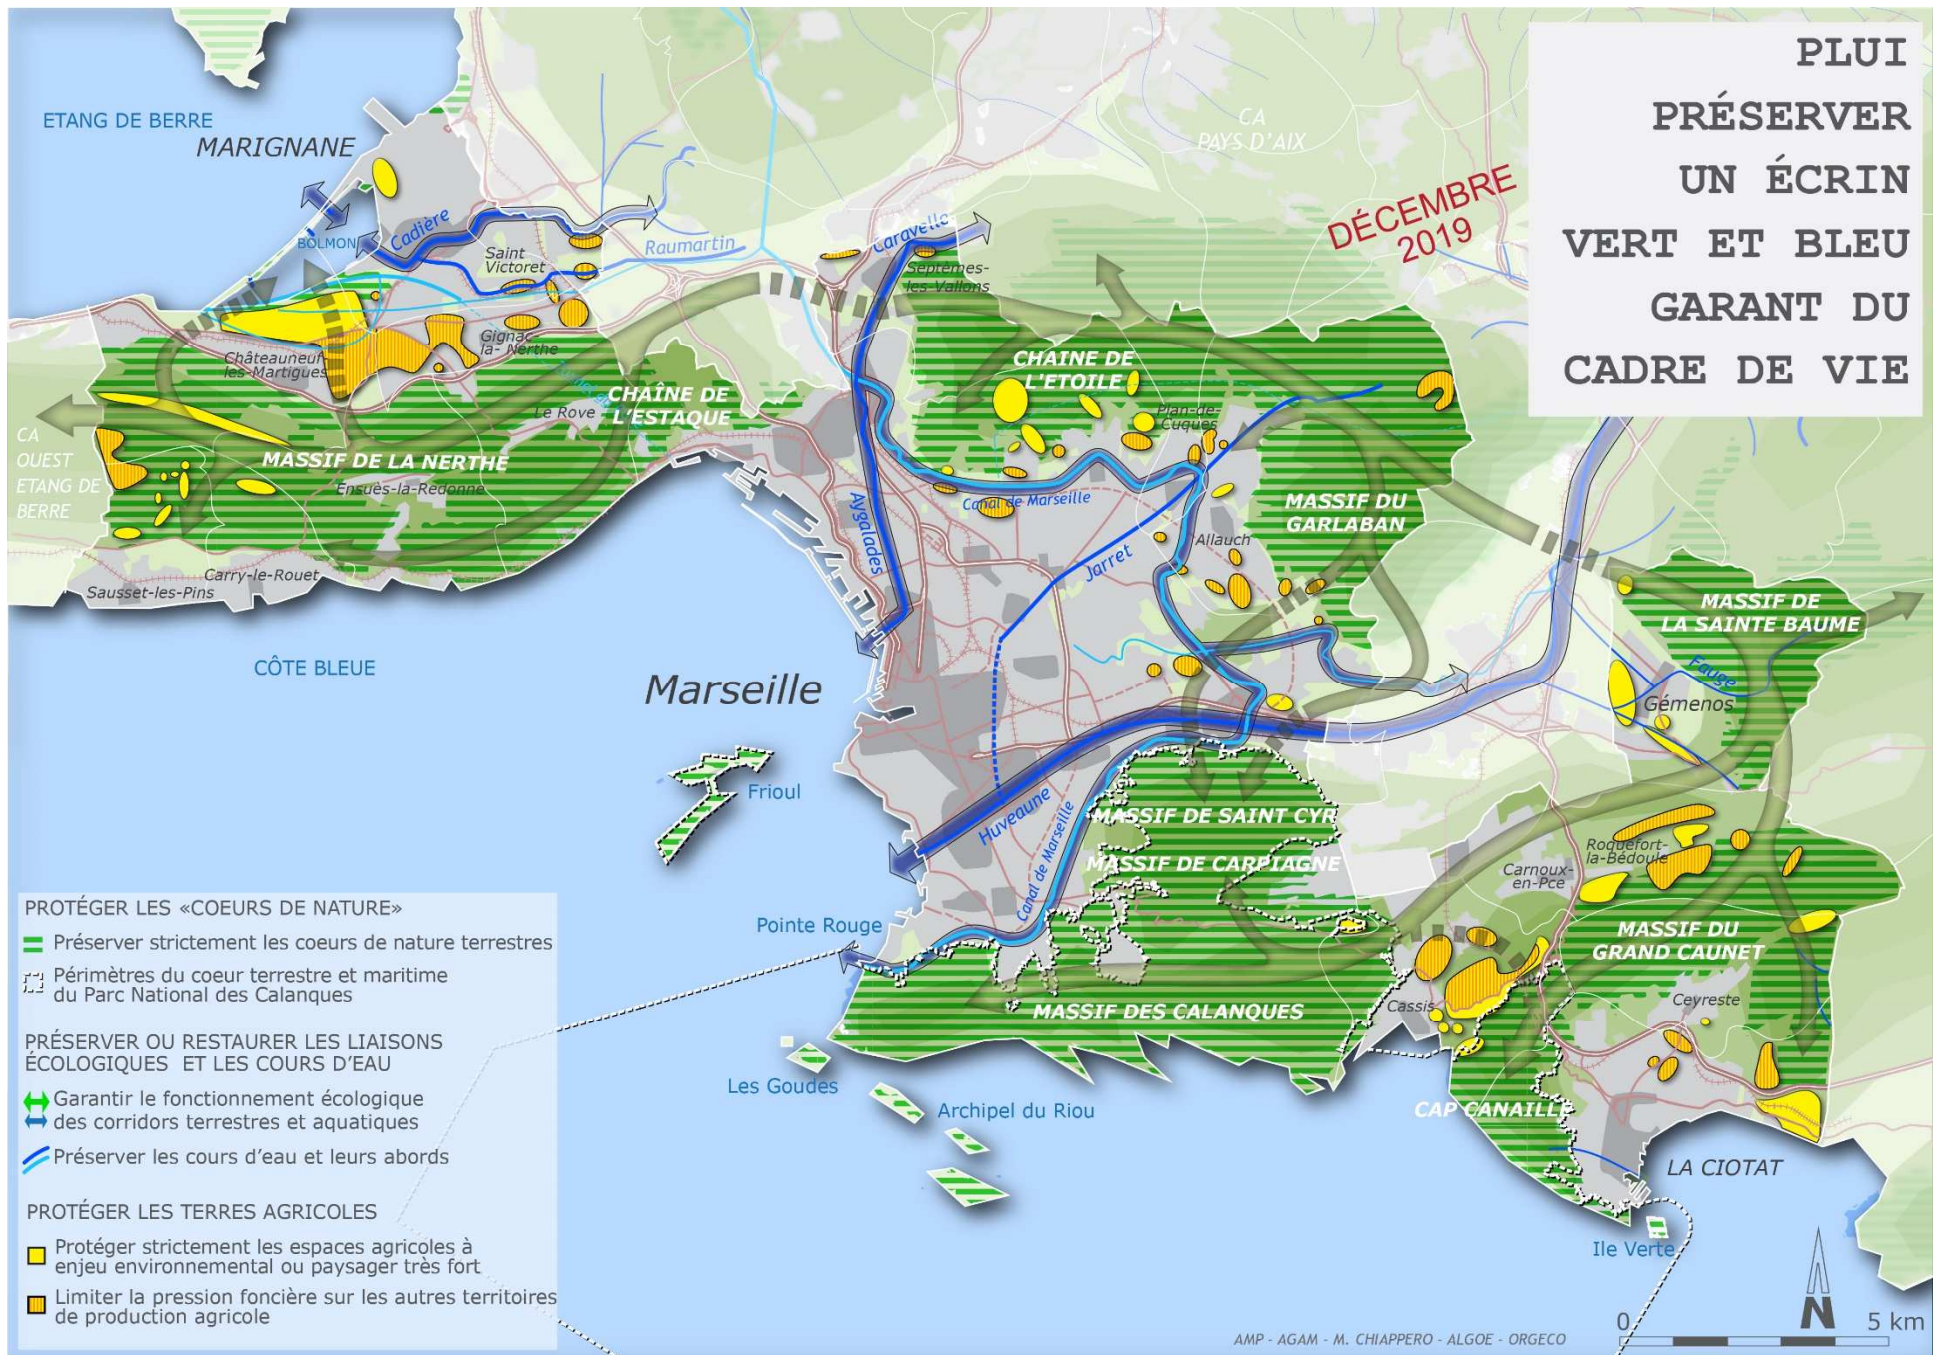 PLUI
PRÉSERVER
UN ÉCRIN
VERT ET BLEU
GARANT DU
CADRE DE VIE
DÉCEMBRE
2019
CA
PAYS D'AIX
ETANG DE BERRE
MARIGNANE
BOLMON
Cadière
Saint
Victoret
Raumartin
Caravelle
Septèmes-
les-Vallons
Châteauneuf-
les-Martigues
Gignac
la- Nerthe
CHAÎNE DE
L'ESTAQUE
Le Rove
CHAINE DE
L'ETOILE
Plan-de-
Cuques
CA
OUEST
ETANG DE
BERRE
MASSIF DE LA NERTHE
Ensuès-la-Redonne
Carry-le-Rouet
Sausset-les-Pins
CÔTE BLEUE
Aygalades
Canal de Marseille
Jarret
Allauch
MASSIF DU
GARLABAN
MASSIF DE
LA SAINTE BAUME
Fauge
Gémenos
Marseille
Frioul
Huveaune
Canal de Marseille
MASSIF DE SAINT CYR
MASSIF DE CARPIAGNE
Roquefort-
la-Bédoule
Carnoux-
en-Pce
MASSIF DU
GRAND CAUNET
Pointe Rouge
MASSIF DES CALANQUES
Cassis
Ceyreste
Les Goudes
Archipel du Riou
CAP CANAILLE
LA CIOTAT
Ile Verte
PROTÉGER LES «COEURS DE NATURE»
Préserver strictement les coeurs de nature terrestres
Périmètres du coeur terrestre et maritime
du Parc National des Calanques
PRÉSERVER OU RESTAURER LES LIAISONS
ÉCOLOGIQUES ET LES COURS D'EAU
Garantir le fonctionnement écologique
des corridors terrestres et aquatiques
Préserver les cours d'eau et leurs abords
PROTÉGER LES TERRES AGRICOLES
Protéger strictement les espaces agricoles à
enjeu environnemental ou paysager très fort
Limiter la pression foncière sur les autres territoires
de production agricole
N
0 5 km
AMP - AGAM - M. CHIAPPERO - ALGOE - ORGECO